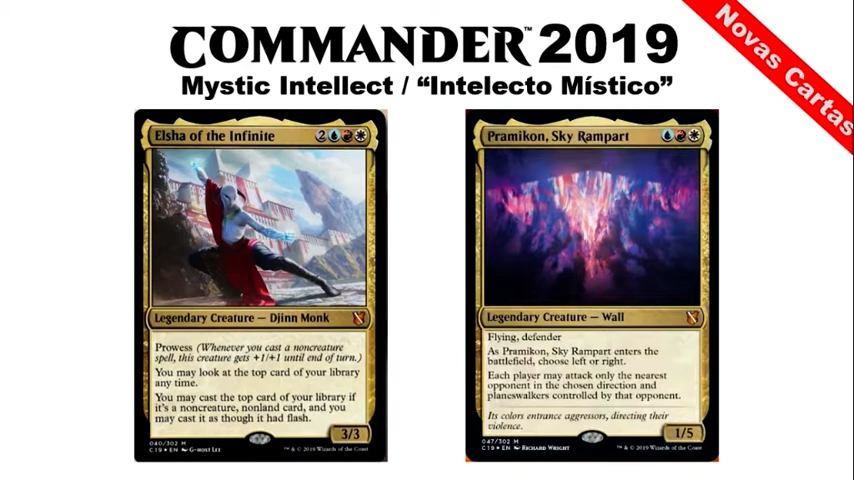 COMMANDER™ 2019
Mystic Intellect / “Intelecto Místico”
Novas Cartas
Elsha of the Infinite 2
Legendary Creature — Djinn Monk
Prowess (Whenever you cast a noncreature
spell, this creature gets +1/+1 until end of turn.)
You may look at the top card of your library
any time.
You may cast the top card of your library if
it's a noncreature, nonland card, and you
may cast it as though it had flash.
3/3
040/302 M
C19 • EN G-host Lee
™ & © 2019 Wizards of the Coast
Pramikon, Sky Rampart
Legendary Creature — Wall
Flying, defender
As Pramikon, Sky Rampart enters the
battlefield, choose left or right.
Each player may attack only the nearest
opponent in the chosen direction and
planeswalkers controlled by that opponent.
Its colors entrance aggressors, directing their
violence.
1/5
047/302 M
C19 • EN Richard Wright
™ & © 2019 Wizards of the Coast